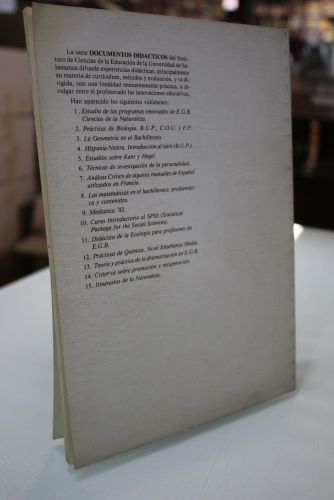 La serie DOCUMENTOS DIDACTICOS del Insti-
tuto de Ciencias de la Educación de la Universidad de Sa-
lamanca difunde experiencias didácticas, principalmente
en materia de curriculum, métodos y evaluación, y va di-
rigida, con una finalidad eminentemente práctica, a di-
vulgar entre el profesorado las innovaciones educativas.
Han aparecido los siguientes volúmenes:
1. Estudio de los programas renovados de E.G.B.
Ciencias de la Naturaleza.
2. Prácticas de Biología. B.U.P., C.O.U. y F.P.
3. La Geometría en el Bachillerato.
4. Hispania Nostra. Introducción al latín (B.U.P.).
5. Estudios sobre Kant y Hegel.
6. Técnicas de investigación de la personalidad.
7. Análisis Crítico de algunos manuales de Español
utilizados en Francia.
8. Las matemáticas en el bachillerato: problemáti-
ca y contenidos.
9. Mediateca '82.
10. Curso Introductorio al SPSS (Statistical
Package for the Social Sciences).
11. Didáctica de la Ecología para profesores de
E.G.B.
12. Prácticas de Química. Nivel Enseñanza Media.
13. Teoría y práctica de la dramatización en E.G.B.
14. Criterios sobre promoción y recuperación.
15. Itinerarios de la Naturaleza.